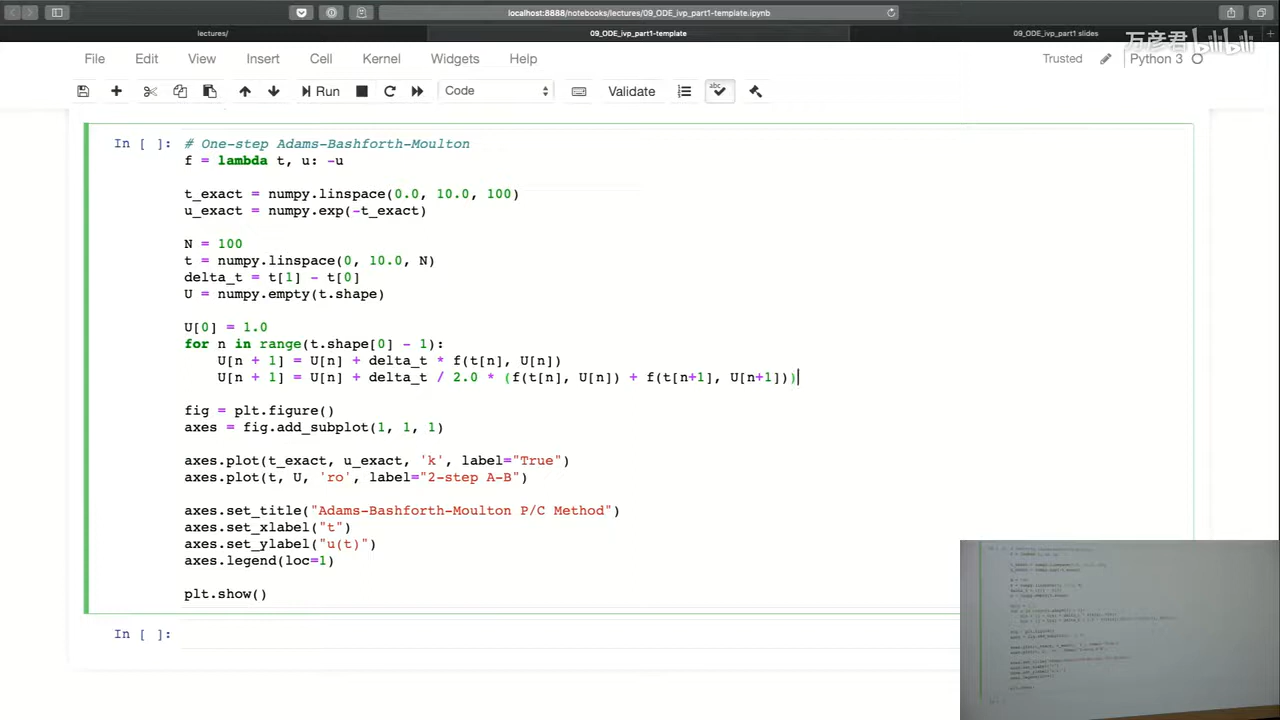 localhost:8888/notebooks/lectures/09_ODE_ivp_part1-template.ipynb
lectures/
09_ODE_ivp_part1-template
09_ODE_ivp_part1 slides
万彦君 bilibili
File Edit View Insert Cell Kernel Widgets Help
Trusted
Python 3
Run
Code
Validate
In [ ]:
# One-step Adams-Bashforth-Moulton
f = lambda t, u: -u
t_exact = numpy.linspace(0.0, 10.0, 100)
u_exact = numpy.exp(-t_exact)
N = 100
t = numpy.linspace(0, 10.0, N)
delta_t = t[1] - t[0]
U = numpy.empty(t.shape)
U[0] = 1.0
for n in range(t.shape[0] - 1):
    U[n + 1] = U[n] + delta_t * f(t[n], U[n])
    U[n + 1] = U[n] + delta_t / 2.0 * (f(t[n], U[n]) + f(t[n+1], U[n+1]))
fig = plt.figure()
axes = fig.add_subplot(1, 1, 1)
axes.plot(t_exact, u_exact, 'k', label="True")
axes.plot(t, U, 'ro', label="2-step A-B")
axes.set_title("Adams-Bashforth-Moulton P/C Method")
axes.set_xlabel("t")
axes.set_ylabel("u(t)")
axes.legend(loc=1)
plt.show()
In [ ]: